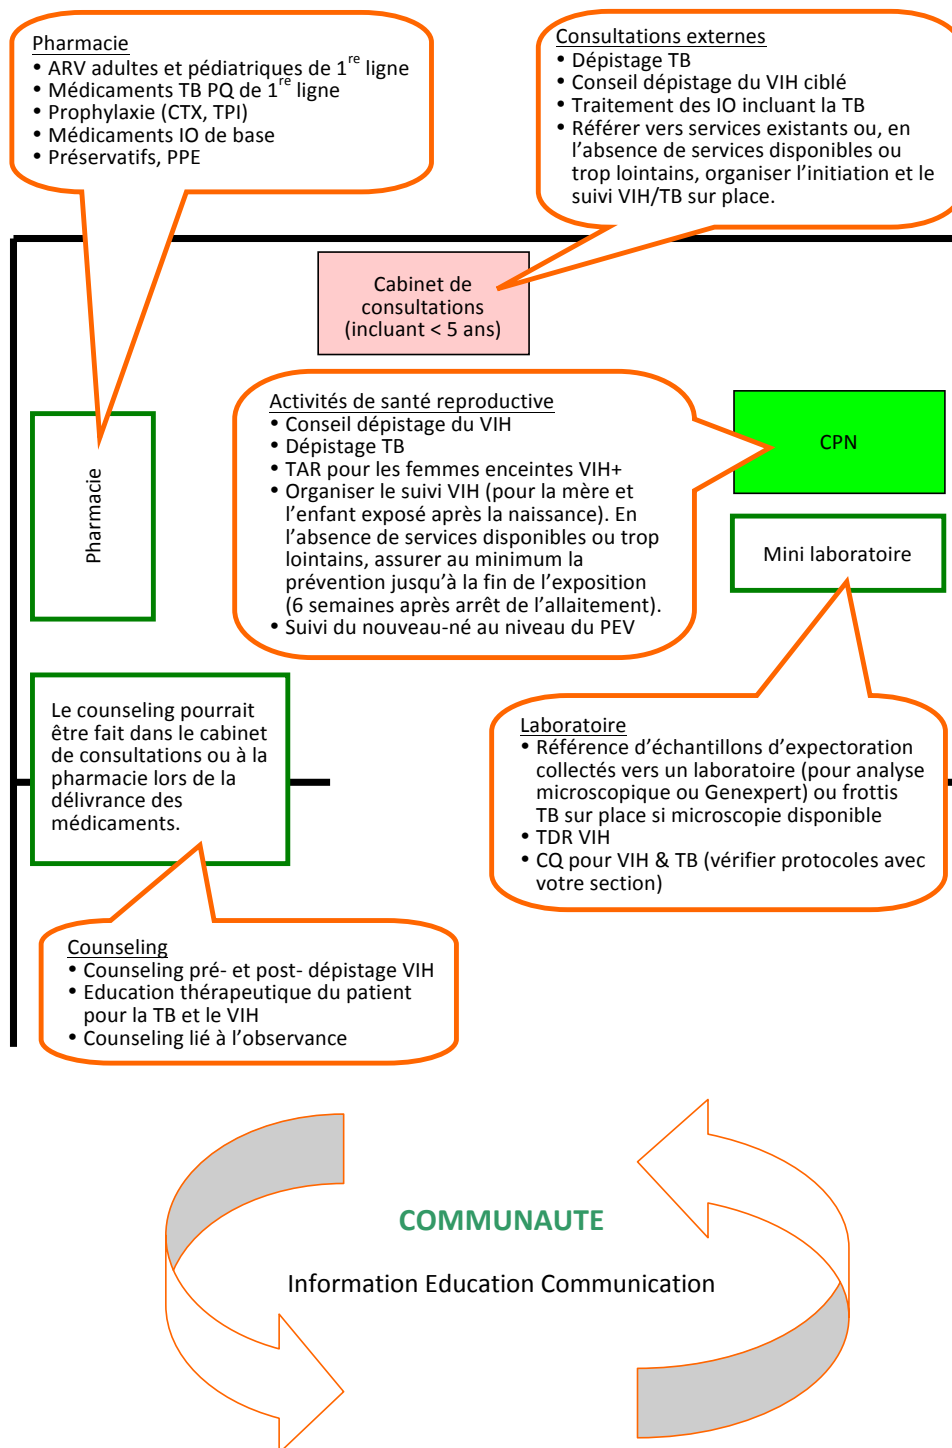 Pharmacie
• ARV adultes et pédiatriques de 1re ligne
• Médicaments TB PQ de 1re ligne
• Prophylaxie (CTX, TPI)
• Médicaments IO de base
• Préservatifs, PPE
Consultations externes
• Dépistage TB
• Conseil dépistage du VIH ciblé
• Traitement des IO incluant la TB
• Référer vers services existants ou, en
l’absence de services disponibles ou
trop lointains, organiser l’initiation et le
suivi VIH/TB sur place.
Cabinet de
consultations
(incluant < 5 ans)
Activités de santé reproductive
• Conseil dépistage du VIH
• Dépistage TB
• TAR pour les femmes enceintes VIH+
• Organiser le suivi VIH (pour la mère et
l’enfant exposé après la naissance). En
l’absence de services disponibles ou trop
lointains, assurer au minimum la
prévention jusqu’à la fin de l’exposition
(6 semaines après arrêt de l’allaitement).
• Suivi du nouveau-né au niveau du PEV
CPN
Pharmacie
Mini laboratoire
Le counseling pourrait
être fait dans le cabinet
de consultations ou à la
pharmacie lors de la
délivrance des
médicaments.
Laboratoire
• Référence d’échantillons d’expectoration
collectés vers un laboratoire (pour analyse
microscopique ou Genexpert) ou frottis
TB sur place si microscopie disponible
• TDR VIH
• CQ pour VIH & TB (vérifier protocoles avec
votre section)
Counseling
• Counseling pré- et post- dépistage VIH
• Education thérapeutique du patient
pour la TB et le VIH
• Counseling lié à l’observance
COMMUNAUTE
Information Education Communication